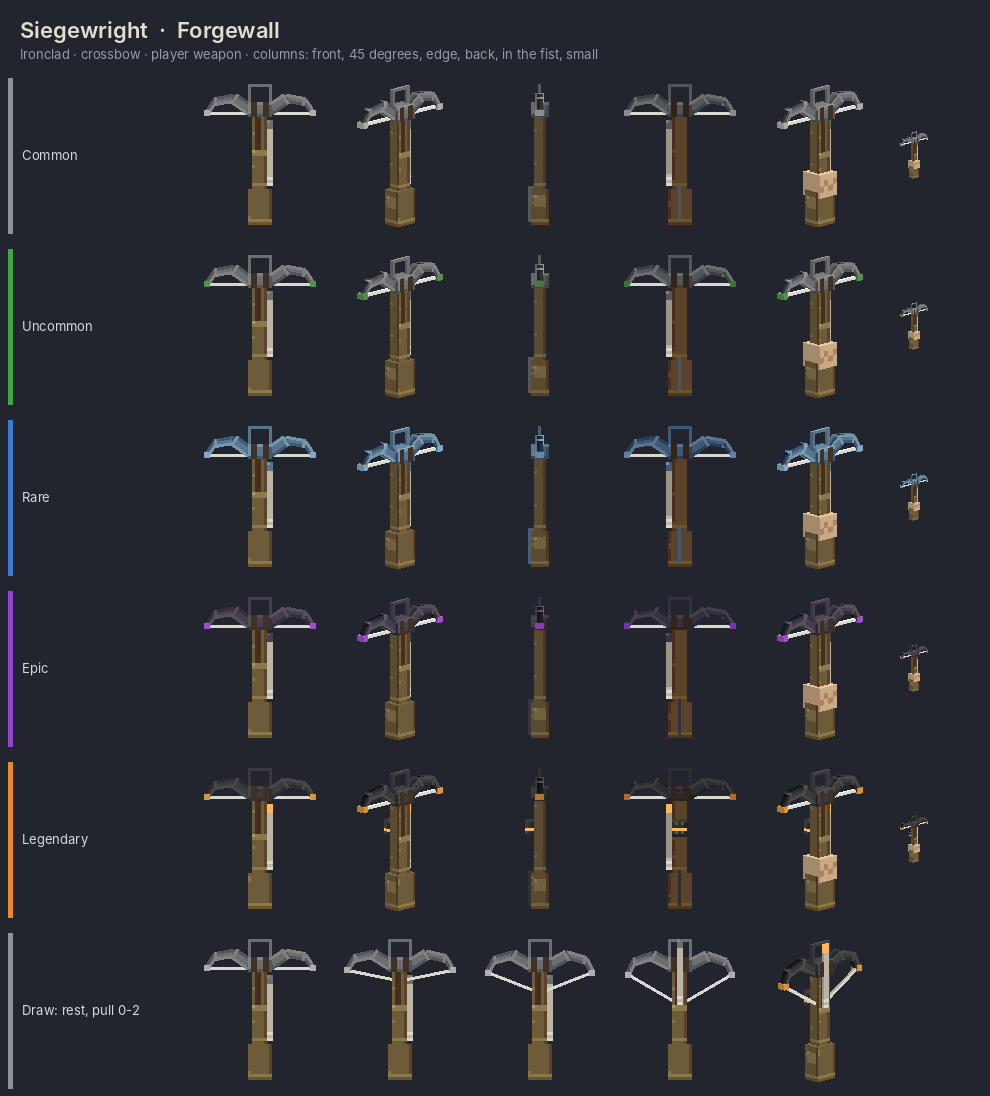 Siegewright · Forgewall
Ironclad · crossbow · player weapon · columns: front, 45 degrees, edge, back, in the fist, small
Common
Uncommon
Rare
Epic
Legendary
Draw: rest, pull 0-2